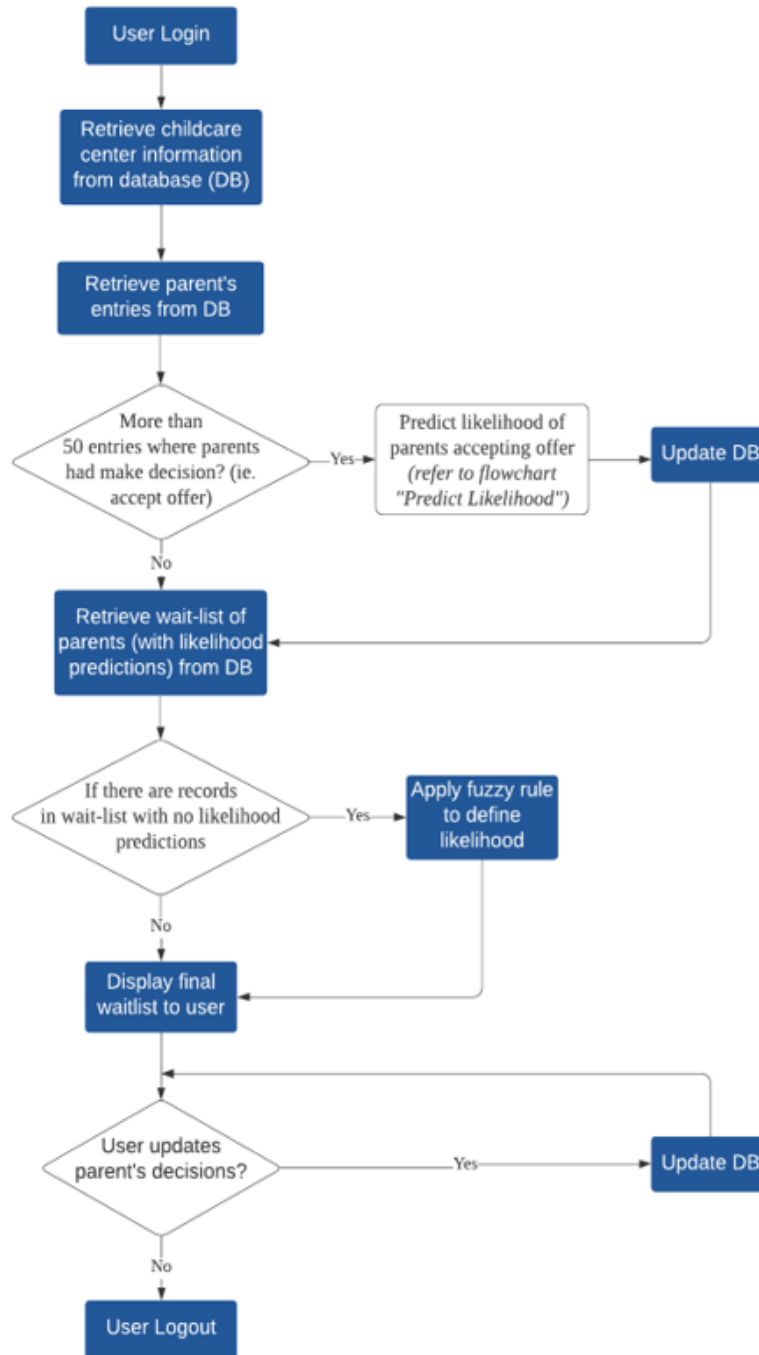 User Login
Retrieve childcare
center information
from database (DB)
Retrieve parent's
entries from DB
More than
50 entries where parents
had make decision? (ie.
accept offer)
Yes
Predict likelihood of
parents accepting offer
(refer to flowchart
"Predict Likelihood")
Update DB
No
Retrieve wait-list of
parents (with likelihood
predictions) from DB
If there are records
in wait-list with no likelihood
predictions
Yes
Apply fuzzy rule
to define
likelihood
No
Display final
waitlist to user
User updates
parent's decisions?
Yes
Update DB
No
User Logout